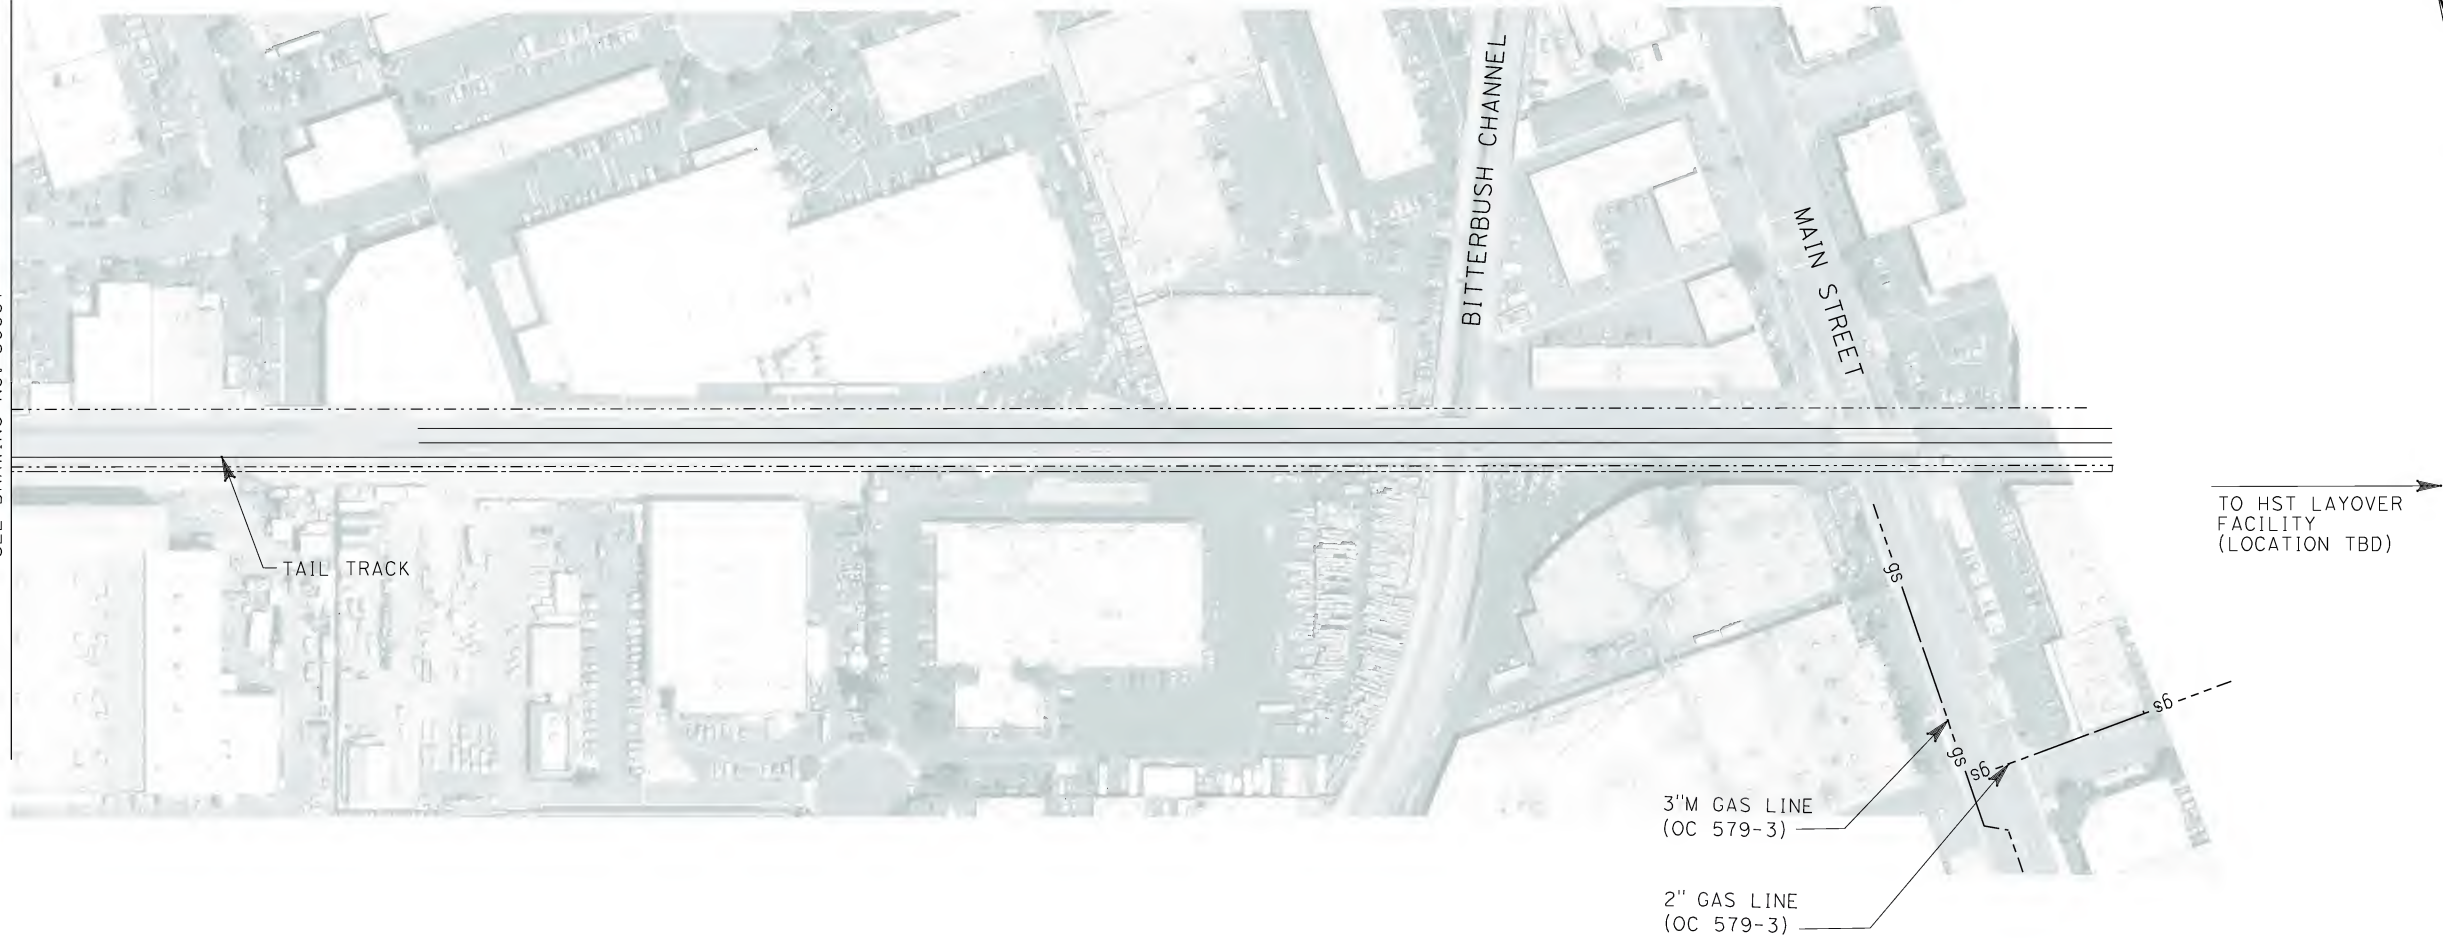 BITTERBUSH CHANNEL
MAIN STREET
TAIL TRACK
TO HST LAYOVER
FACILITY
(LOCATION TBD)
gs
gs
gs
gs
3"M GAS LINE
(OC 579-3)
2" GAS LINE
(OC 579-3)